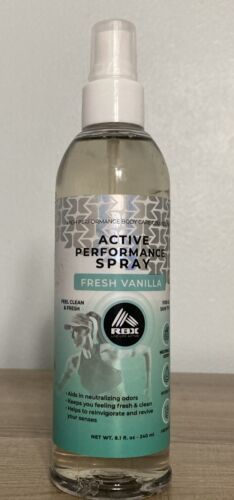 PERFORMANCE BODY CARE
ACTIVE
PERFORMANCE
SPRAY
FRESH VANILLA
FEEL CLEAN
& FRESH
RBX
• Aids in neutralizing odors
• Keeps you feeling fresh & clean
• Helps to reinvigorate and revive
your senses
NET WT. 8.1 fl. oz - 240 ml